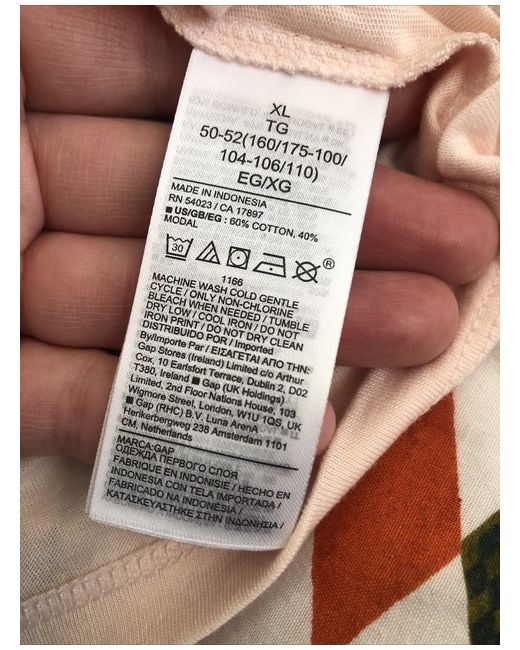 XL
TG
50-52(160/175-100/
104-106/110)
EG/XG
MADE IN INDONESIA
RN 54023 / CA 17897
■ US/GB/EG : 60% COTTON, 40%
MODAL
30
®
1166
MACHINE WASH COLD GENTLE
CYCLE / ONLY NON-CHLORINE
BLEACH WHEN NEEDED / TUMBLE
DRY LOW / COOL IRON / DO NOT
IRON PRINT / DO NOT DRY CLEAN
DISTRIBUIDO POR / Imported
By/Importe Par / ΕΙΣΑΓΕΤΑΙ ΑΠΟ ΤΗΝ:
Gap Stores (Ireland) Limited c/o Arthur
Cox, 10 Earlsfort Terrace, Dublin 2, D02
T380, Ireland ■ Gap (UK Holdings)
Limited, 2nd Floor Nations House, 103
Wigmore Street, London, W1U 1QS, UK
■ Gap (RHC) B.V. Luna ArenA
Herikerbergweg 238 Amsterdam 1101
CM, Netherlands
MARCA:GAP
ОДЕЖДА ПЕРВОГО СЛОЯ
FABRIQUE EN INDONISIE / HECHO EN
INDONESIA CON TELA IMPORTADA /
FABRICADO NA INDONÉSIA /
ΚΑΤΑΣΚΕΥΑΣΤΗΚΕ ΣΤΗΝ ΙΝΔΟΝΗΣΙΑ /